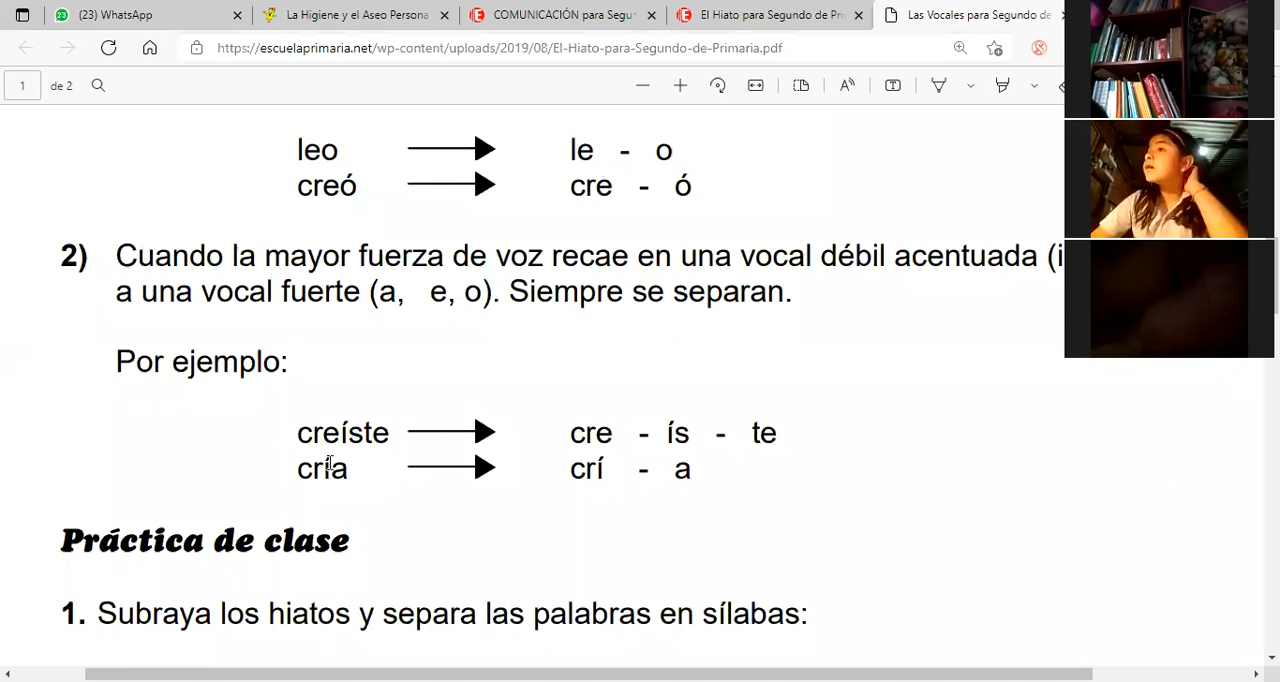 (23) WhatsApp
La Higiene y el Aseo Persona
COMUNICACIÓN para Segu
El Hiato para Segundo de Pri
Las Vocales para Segundo de
https://escuelaprimaria.net/wp-content/uploads/2019/08/El-Hiato-para-Segundo-de-Primaria.pdf
1 de 2
leo le - o
creó cre - ó
2) Cuando la mayor fuerza de voz recae en una vocal débil acentuada (i
a una vocal fuerte (a, e, o). Siempre se separan.
Por ejemplo:
creíste cre - ís - te
cría crí - a
Práctica de clase
1. Subraya los hiatos y separa las palabras en sílabas: